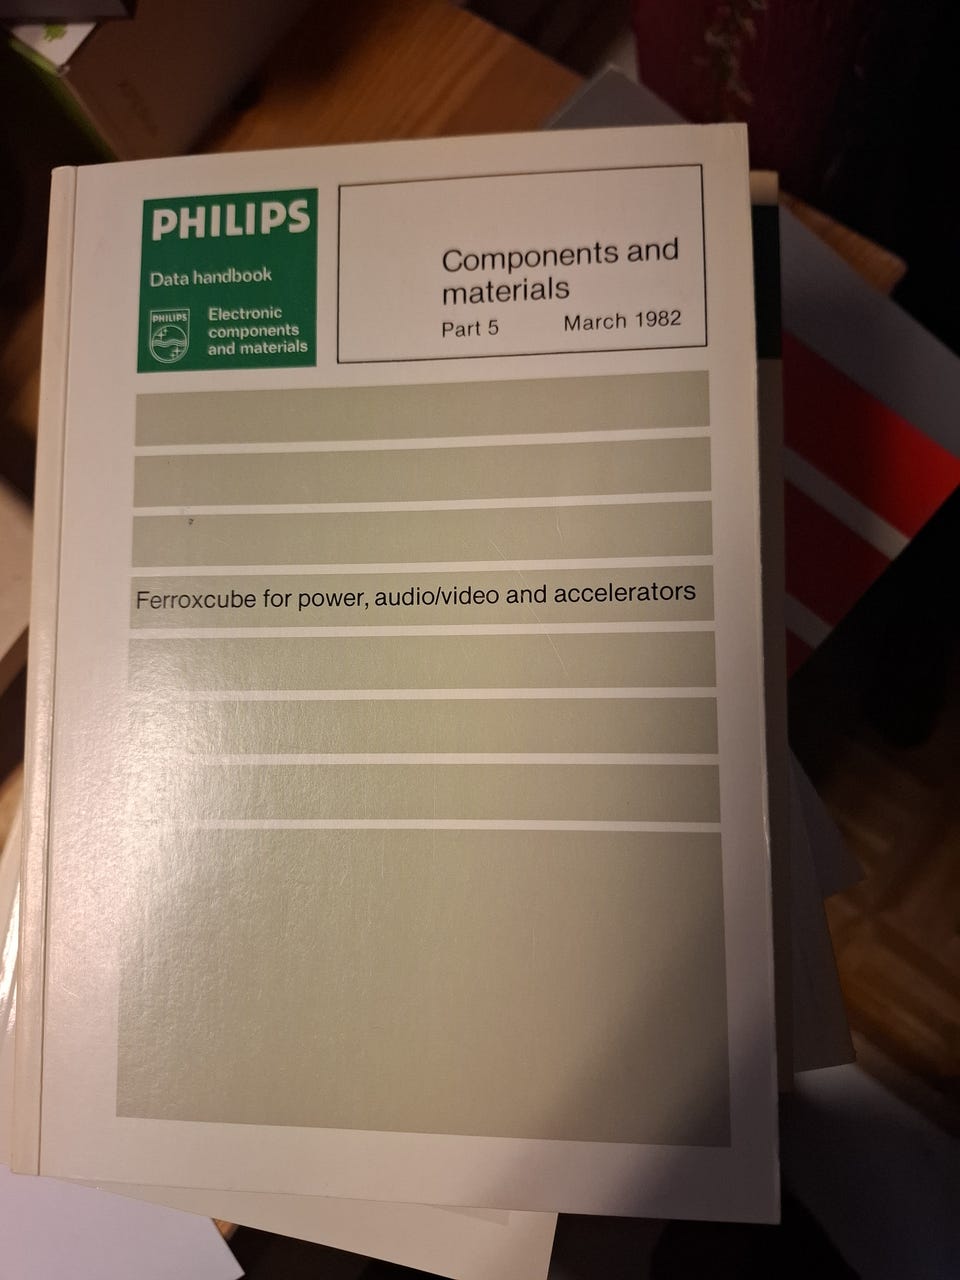 PHILIPS
Data handbook
PHILIPS
Electronic
components
and materials
Components and
materials
Part 5 March 1982
Ferroxcube for power, audio/video and accelerators